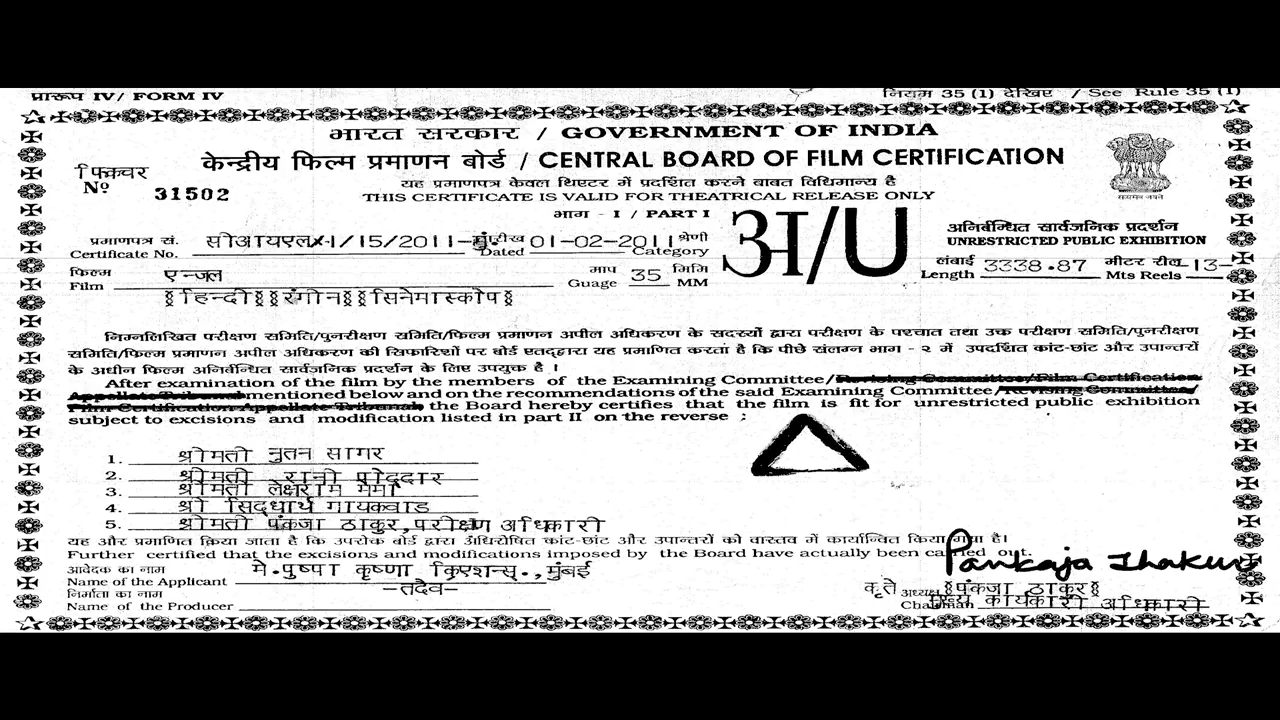 प्रारूप IV/ FORM IV
नियम 35 (1) देखिए / See Rule 35 (1)
भारत सरकार / GOVERNMENT OF INDIA
केन्द्रीय फिल्म प्रमाणन बोर्ड / CENTRAL BOARD OF FILM CERTIFICATION
पिक्चर
Nº 31502
यह प्रमाणपत्र केवल थिएटर में प्रदर्शित करने बाबत विधिमान्य है
THIS CERTIFICATE IS VALID FOR THEATRICAL RELEASE ONLY
भाग - I / PART I
अ/U
अनिर्बन्धित सार्वजनिक प्रदर्शन
UNRESTRICTED PUBLIC EXHIBITION
प्रमाणपत्र सं. सीआयएल/1/15/2011-मुं. 01-02-2011 श्रेणी
Certificate No. Dated Category
फिल्म एन्जल माप 35 मिमि
Film Guage MM
लंबाई 3338.87 मीटर रील -13-
Length Mts Reels
हिन्दी रंगीन सिनेमास्कोप
निम्नलिखित परीक्षण समिति/पुनरीक्षण समिति/फिल्म प्रमाणन अपील अधिकरण के सदस्यों द्वारा परीक्षण के पश्चात तथा उक्त परीक्षण समिति/पुनरीक्षण
समिति/फिल्म प्रमाणन अपील अधिकरण की सिफारिशों पर बोर्ड एतद्द्वारा यह प्रमाणित करता है कि पीछे संलग्न भाग - २ में उपदर्शित कांट-छांट और उपान्तरों
के अधीन फिल्म अनिर्बन्धित सार्वजनिक प्रदर्शन के लिए उपयुक्त है ।
After examination of the film by the members of the Examining Committee/Revising Committee/Film Certification
Appellate Tribunal mentioned below and on the recommendations of the said Examining Committee/Revising Committee/
Film Certification Appellate Tribunal, the Board hereby certifies that the film is fit for unrestricted public exhibition
subject to excisions and modification listed in part II on the reverse ;
1. श्रीमती नुतन सागर
2. श्रीमती रानी पोद्दार
3. श्रीमती
4. श्री सिद्धार्थ गायकवाड
5. श्रीमती पंकजा ठाकुर, परीक्षण अधिकारी
यह और प्रमाणित किया जाता है कि उपरोक्त बोर्ड द्वारा अधिरोपित कांट-छांट और उपान्तरों को वास्तव में कार्यान्वित किया गया है।
Further certified that the excisions and modifications imposed by the Board have actually been carried out.
Pankaja Thakur
आवेदक का नाम मे. पुष्पा कृष्णा क्रिएशन्स्., मुंबई
Name of the Applicant
निर्माता का नाम -तदैव-
Name of the Producer
कृते अध्यक्ष पंकजा ठाकुर
Chairman मुख्य कार्यकारी अधिकारी